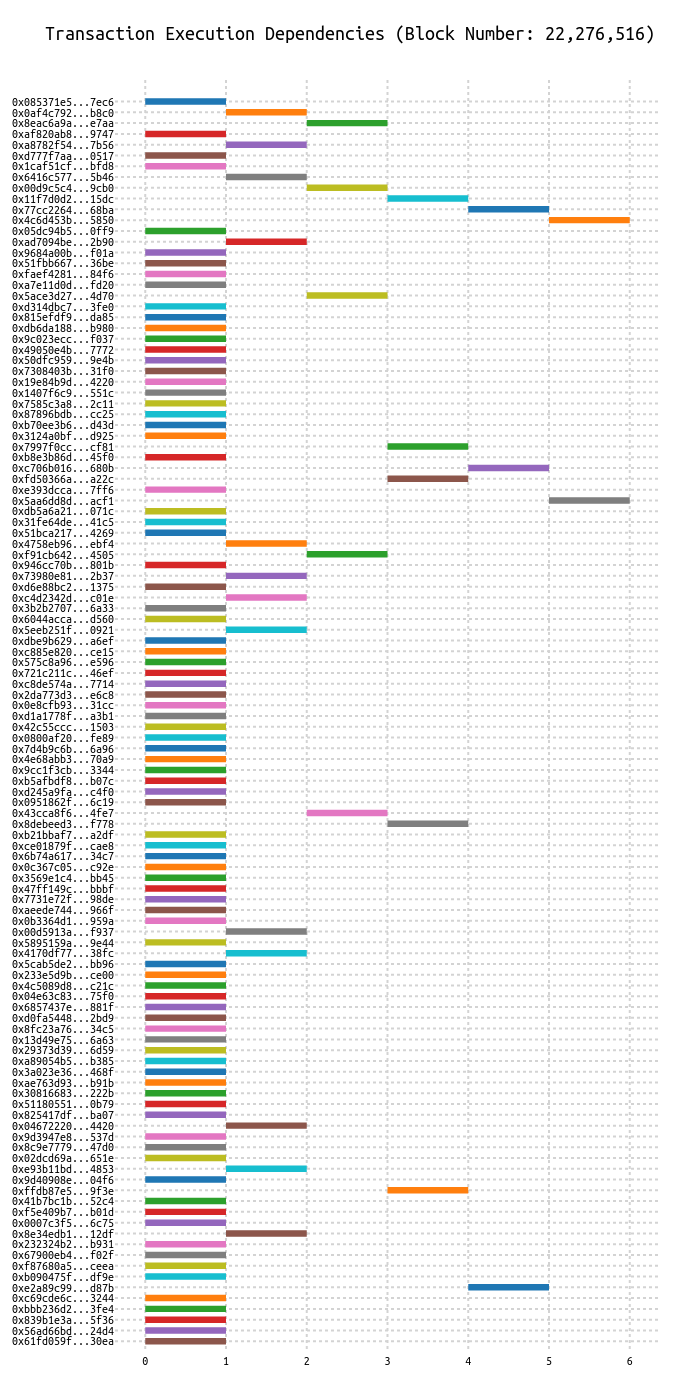 Transaction Execution Dependencies (Block Number: 22,276,516)
0x085371e5...7ec6
0x0af4c792...b8c0
0x8eac6a9a...e7aa
0xaf820ab8...9747
0xa8782f54...7b56
0xd777f7aa...0517
0x1caf51cf...bfd8
0x6416c577...5b46
0x00d9c5c4...9cb0
0x11f7d0d2...15dc
0x77cc2264...68ba
0x4c6d453b...5850
0x05dc94b5...0ff9
0xad7094be...2b90
0x9684a00b...f01a
0x51fbb667...36be
0xfaef4281...84f6
0xa7e11d0d...fd20
0x5ace3d27...4d70
0xd314dbc7...3fe0
0x815efdf9...da85
0xdb6da188...b980
0x9c023ecc...f037
0x49050e4b...7772
0x50dfc959...9e4b
0x7308403b...31f0
0x19e84b9d...4220
0x1407f6c9...551c
0x7585c3a8...2c11
0x87896bdb...cc25
0xb70ee3b6...d43d
0x3124a0bf...d925
0x7997f0cc...cf81
0xb8e3b86d...45f0
0xc706b016...680b
0xfd50366a...a22c
0xe393dcca...7ff6
0x5aa6dd8d...acf1
0xdb5a6a21...071c
0x31fe64de...41c5
0x51bca217...4269
0x4758eb96...ebf4
0xf91cb642...4505
0x946cc70b...801b
0x73980e81...2b37
0xd6e88bc2...1375
0xc4d2342d...c01e
0x3b2b2707...6a33
0x6044acca...d560
0x5eeb251f...0921
0xdbe9b629...a6ef
0xc885e820...ce15
0x575c8a96...e596
0x721c211c...46ef
0xc8de574a...7714
0x2da773d3...e6c8
0x0e8cfb93...31cc
0xd1a1778f...a3b1
0x42c55ccc...1503
0x0800af20...fe89
0x7d4b9c6b...6a96
0x4e68abb3...70a9
0x9cc1f3cb...3344
0xb5afbdf8...b07c
0xd245a9fa...c4f0
0x0951862f...6c19
0x43cca8f6...4fe7
0x8debeed3...f778
0xb21bbaf7...a2df
0xce01879f...cae8
0x6b74a617...34c7
0x0c367c05...c92e
0x3569e1c4...bb45
0x47ff149c...bbbf
0x7731e72f...98de
0xaeede744...966f
0x0b3364d1...959a
0x00d5913a...f937
0x5895159a...9e44
0x4170df77...38fc
0x5cab5de2...bb96
0x233e5d9b...ce00
0x4c5089d8...c21c
0x04e63c83...75f0
0x6857437e...881f
0xd0fa5448...2bd9
0x8fc23a76...34c5
0x13d49e75...6a63
0x29373d39...6d59
0xa89054b5...b385
0x3a023e36...468f
0xae763d93...b91b
0x30816683...222b
0x51180551...0b79
0x825417df...ba07
0x04672220...4420
0x9d3947e8...537d
0x8c9e7779...47d0
0x02dcd69a...651e
0xe93b11bd...4853
0x9d40908e...04f6
0xffdb87e5...9f3e
0x41b7bc1b...52c4
0xf5e409b7...b01d
0x0007c3f5...6c75
0x8e34edb1...12df
0x232324b2...b931
0x67900eb4...f02f
0xf87680a5...ceea
0xb090475f...df9e
0xe2a89c99...d87b
0xc69cde6c...3244
0xbbb236d2...3fe4
0x839b1e3a...5f36
0x56ad66bd...24d4
0x61fd059f...30ea
0 1 2 3 4 5 6